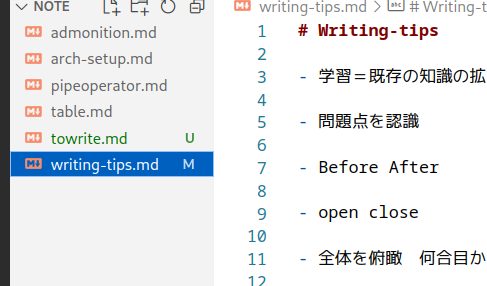 NOTE
admonition.md
arch-setup.md
pipeoperator.md
table.md
towrite.md U
writing-tips.md M
writing-tips.md > abc # Writing-t
1 # Writing-tips
2
3 - 学習＝既存の知識の拡
4
5 - 問題点を認識
6
7 - Before After
8
9 - open close
10
11 - 全体を俯瞰　何合目か
12